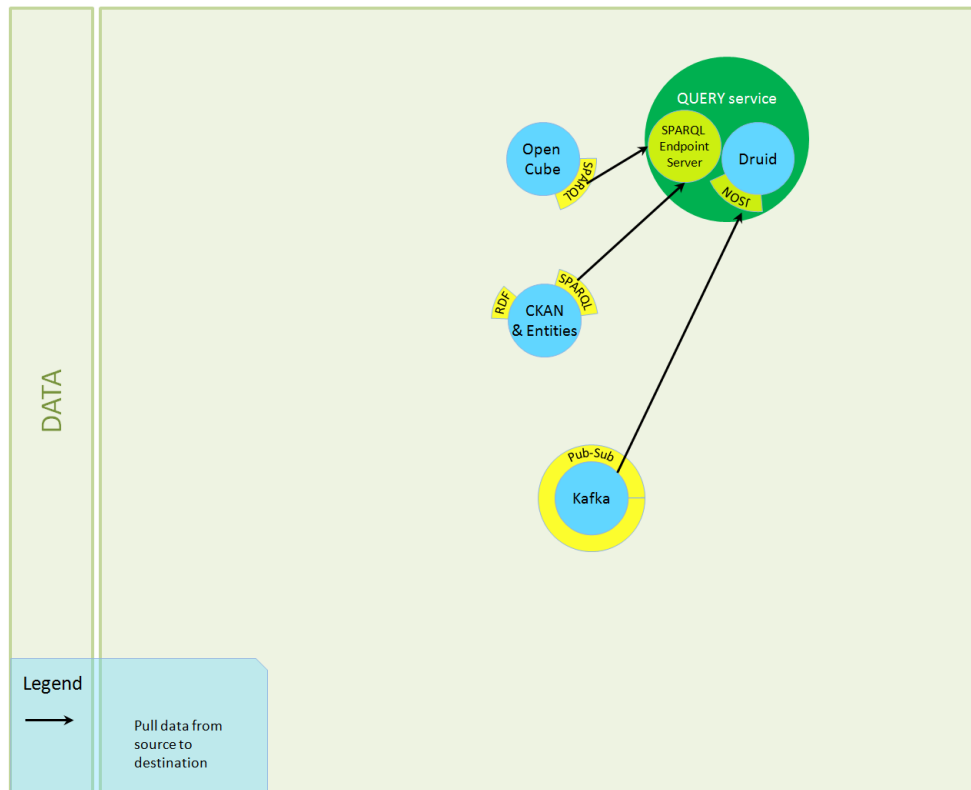 QUERY service
SPARQL
Endpoint
Server
Druid
JSON
Open
Cube
SPARQL
SPARQL
RDF
CKAN
& Entities
DATA
Pub-Sub
Kafka
Legend
Pull data from
source to
destination